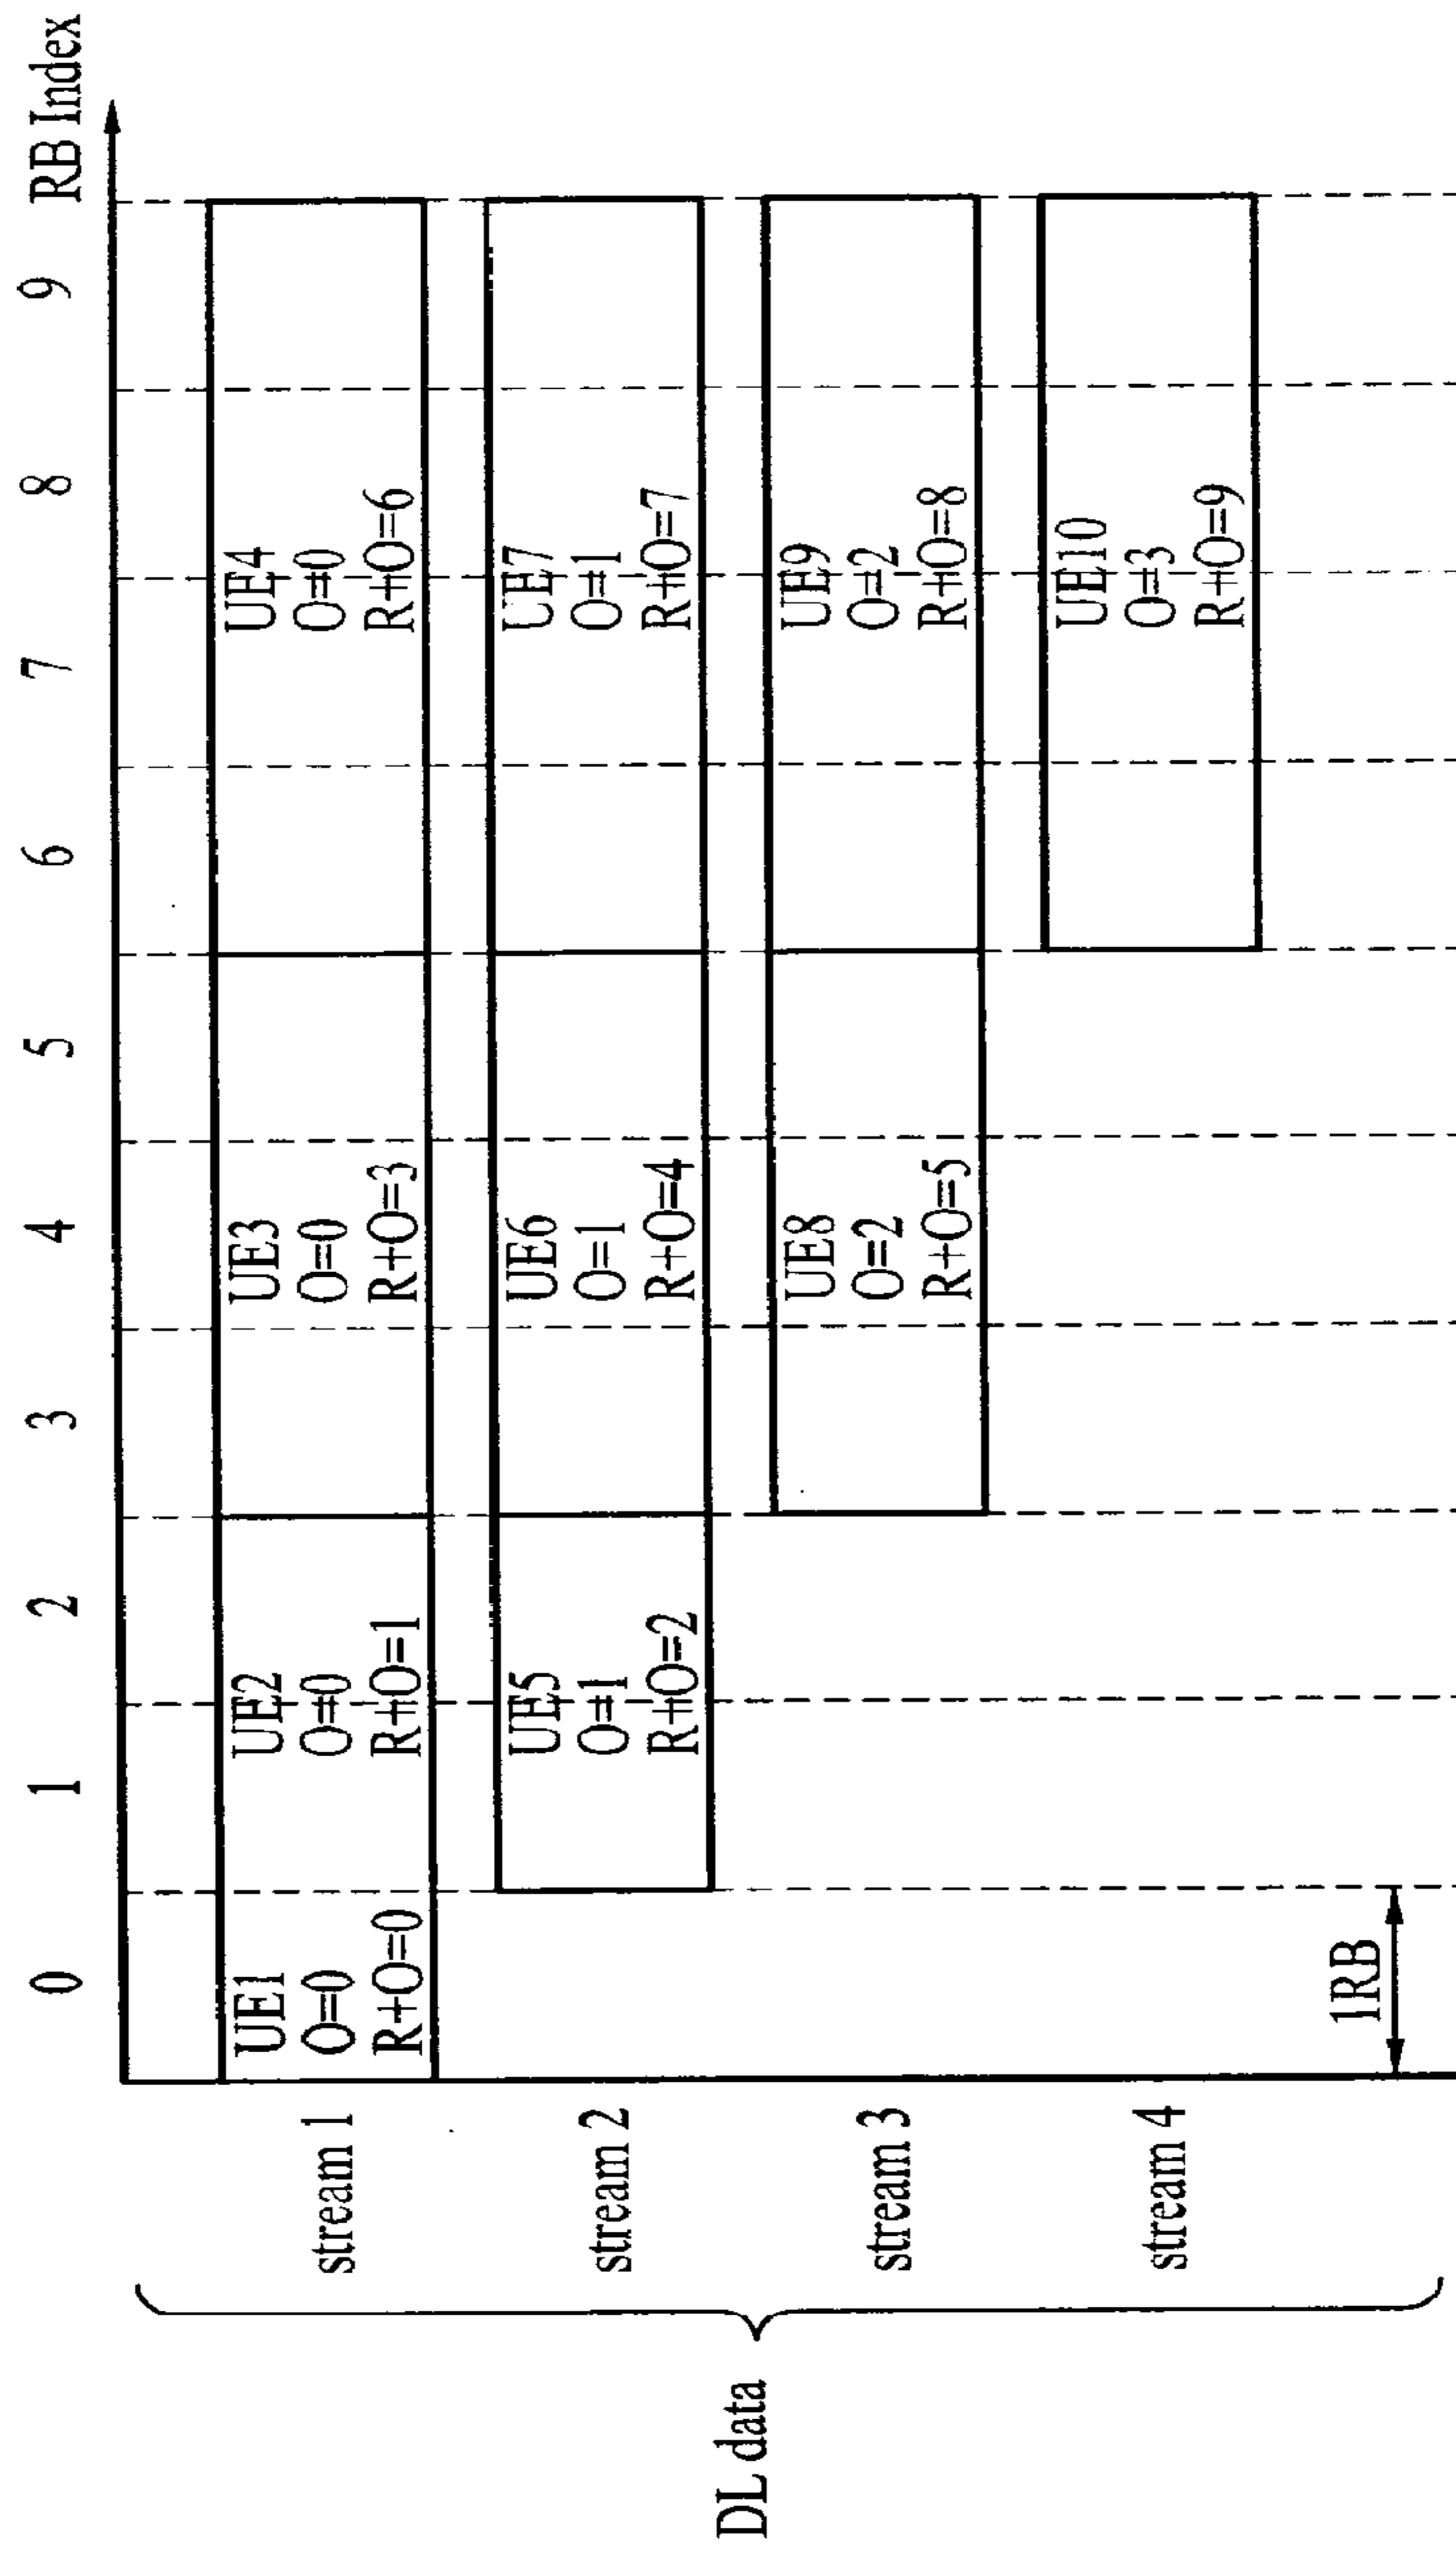 0 1 2 3 4 5 6 7 8 9 RB Index
DL data
stream 1
UE1
O=0
R+O=0
UE2
O=0
R+O=1
UE3
O=0
R+O=3
UE4
O=0
R+O=6
stream 2
UE5
O=1
R+O=2
UE6
O=1
R+O=4
UE7
O=1
R+O=7
stream 3
UE8
O=2
R+O=5
UE9
O=2
R+O=8
stream 4
UE10
O=3
R+O=9
1RB